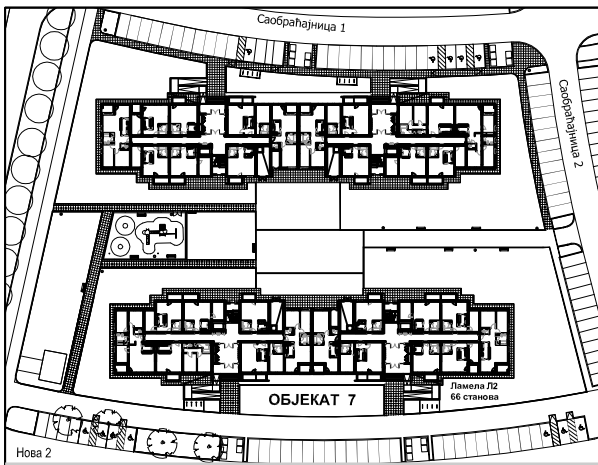 Саобраћајница 1
Саобраћајница 2
ОБЈЕКАТ 7
Ламела Л2
66 станова
Нова 2